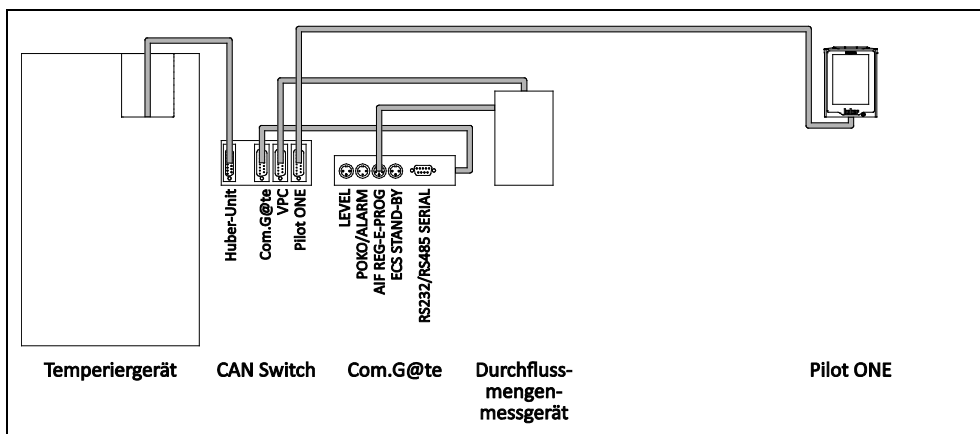 Huber-Unit
Com.G@te
VPC
Pilot ONE
LEVEL
POKO/ALARM
AIF REG-E-PROG
ECS STAND-BY
RS232/RS485 SERIAL
huber
Temperiergerät
CAN Switch
Com.G@te
Durchfluss-
mengen-
messgerät
Pilot ONE